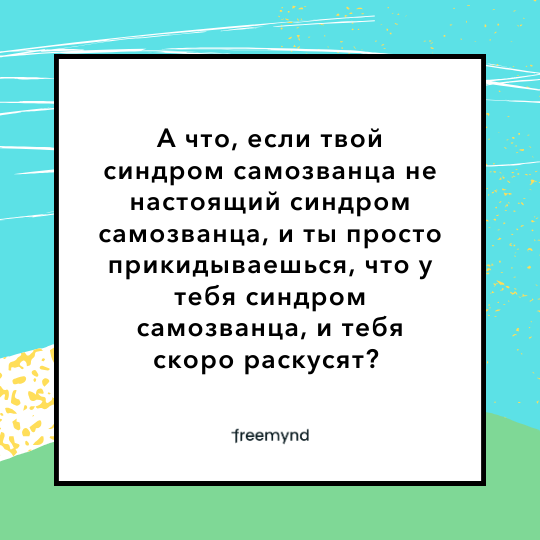 А что, если твой
синдром самозванца не
настоящий синдром
самозванца, и ты просто
прикидываешься, что у
тебя синдром
самозванца, и тебя
скоро раскусят?
freemynd